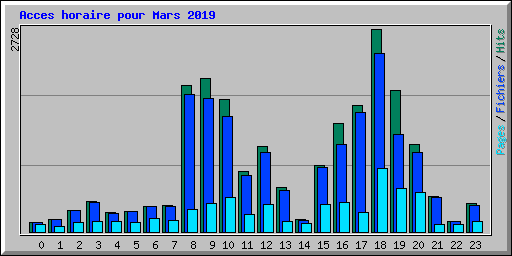 Acces horaire pour Mars 2019
2728
Pages / Fichiers / Hits
0 1 2 3 4 5 6 7 8 9 10 11 12 13 14 15 16 17 18 19 20 21 22 23